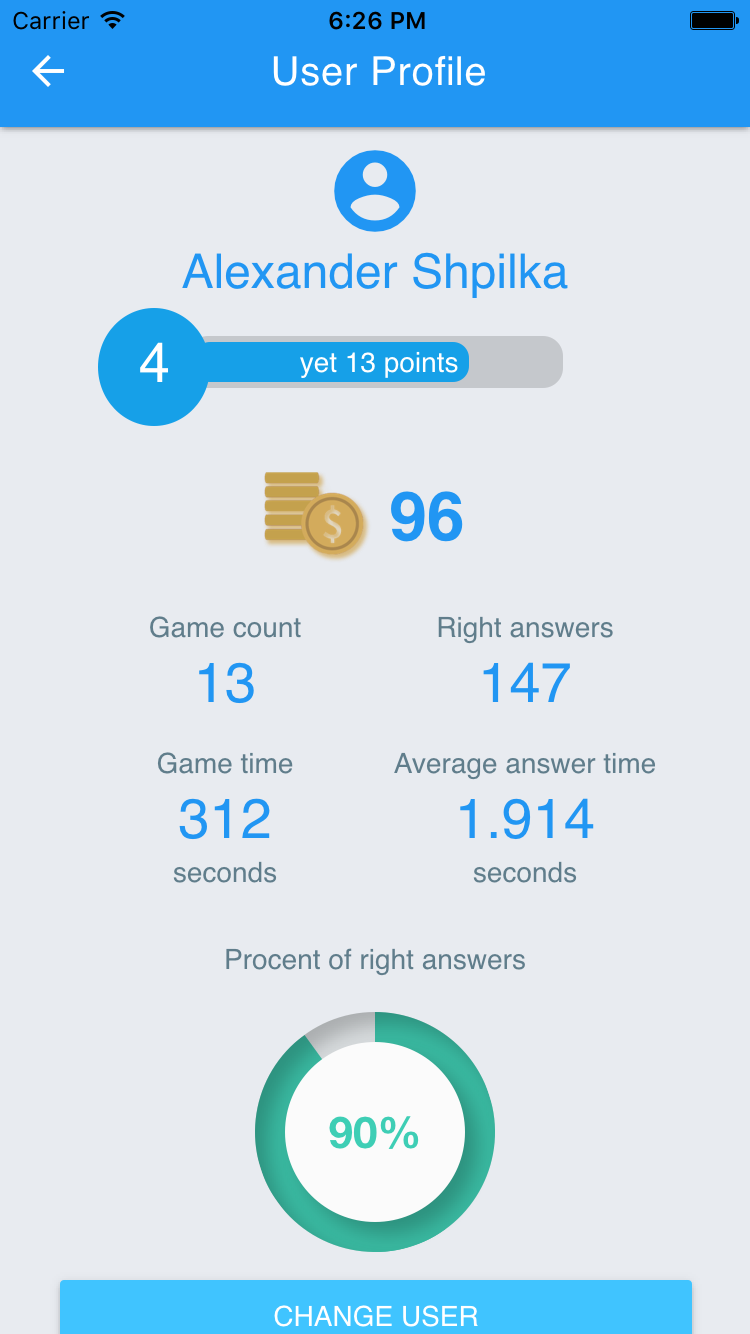 Carrier 6:26 PM
User Profile
Alexander Shpilka
4 yet 13 points
$ 96
Game count Right answers
13 147
Game time Average answer time
312 1.914
seconds seconds
Procent of right answers
90%
CHANGE USER